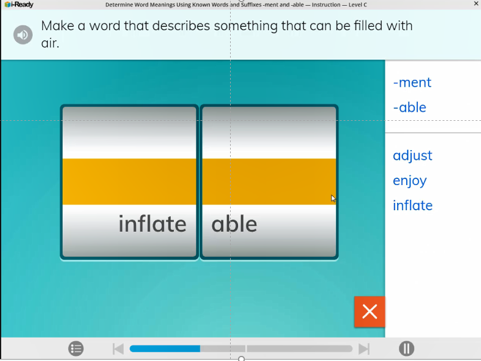 i-Ready
Determine Word Meanings Using Known Words and Suffixes -ment and -able — Instruction — Level C
Make a word that describes something that can be filled with
air.
-ment
-able
adjust
enjoy
inflate
inflate able